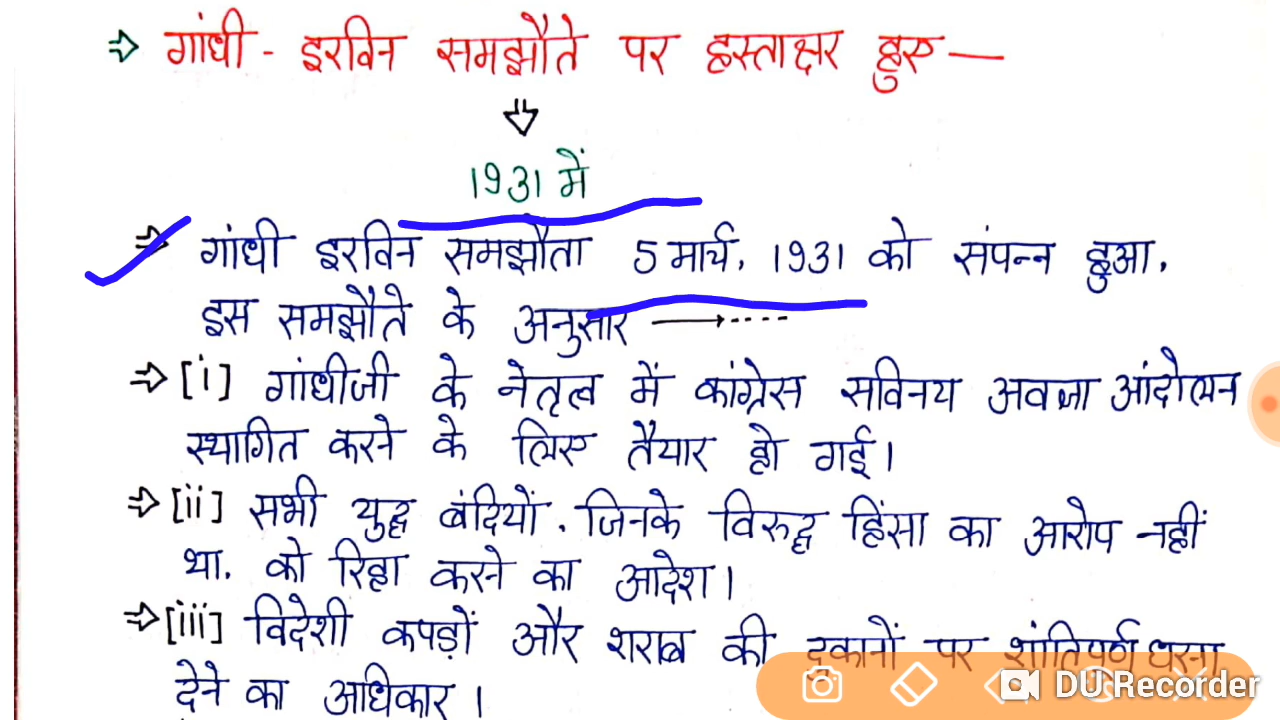 ⇒ गांधी - इरविन समझौते पर हस्ताक्षर हुए —
1931 में
⇒ गांधी इरविन समझौता 5 मार्च, 1931 को संपन्न हुआ,
इस समझौते के अनुसार ⟶ ----
⇒ [i] गांधीजी के नेतृत्व में कांग्रेस सविनय अवज्ञा आंदोलन
स्थागित करने के लिए तैयार हो गई।
⇒ [ii] सभी युद्ध बंदियों, जिनके विरुद्ध हिंसा का आरोप नहीं
था, को रिहा करने का आदेश।
⇒ [iii] विदेशी कपड़ों और शराब की दुकानों पर शांतिपूर्ण धरना
देने का अधिकार।
DU Recorder